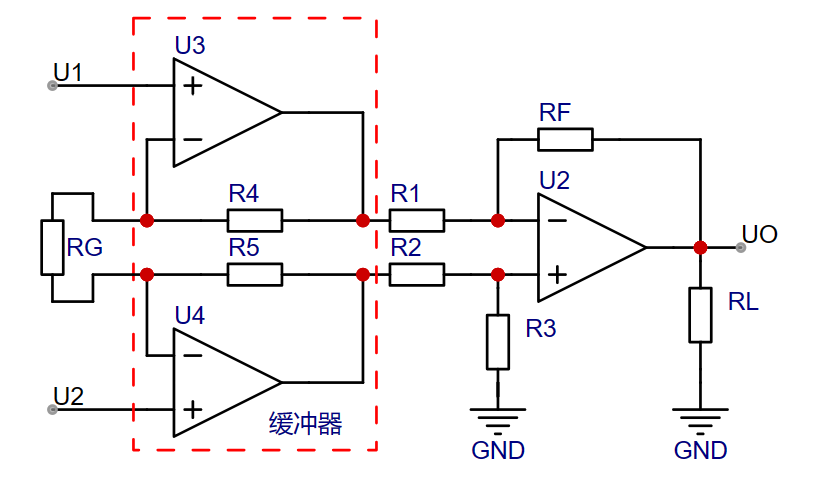 U3
U1
RF
U2
R4
R1
RG
R5
R2
UO
U4
R3
RL
U2
缓冲器
GND
GND